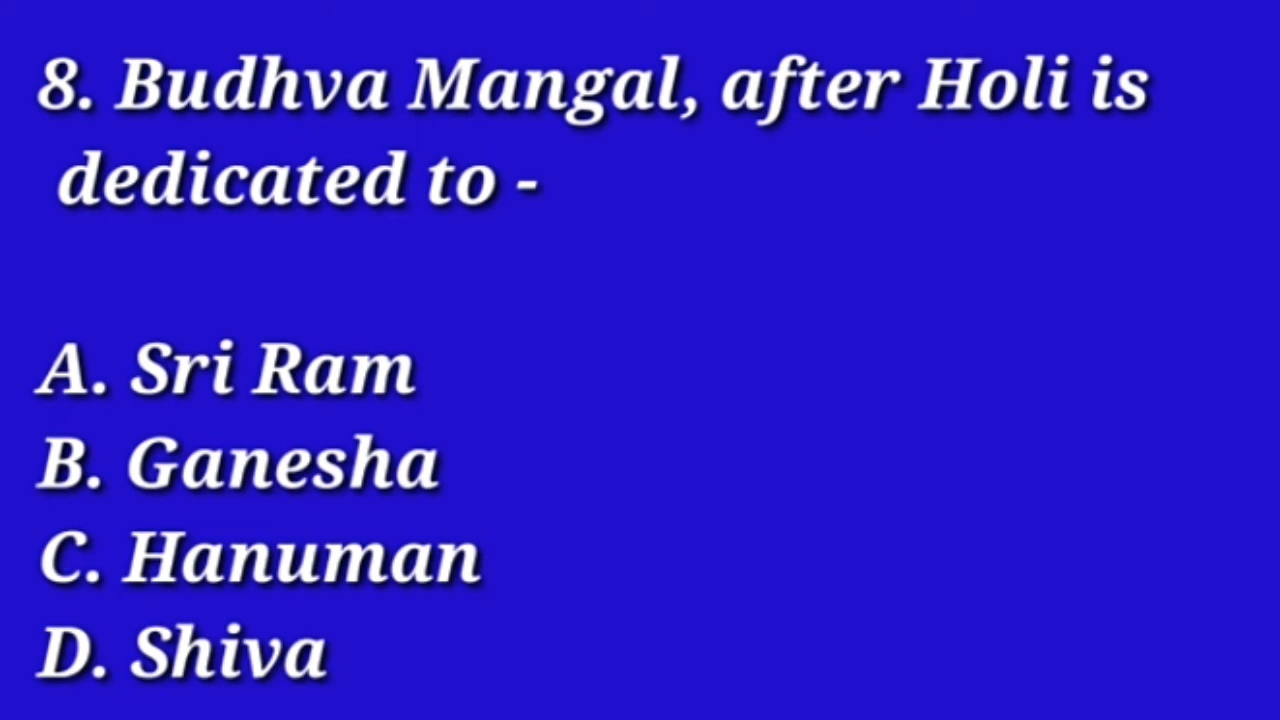 8. Budhva Mangal, after Holi is
dedicated to -
A. Sri Ram
B. Ganesha
C. Hanuman
D. Shiva